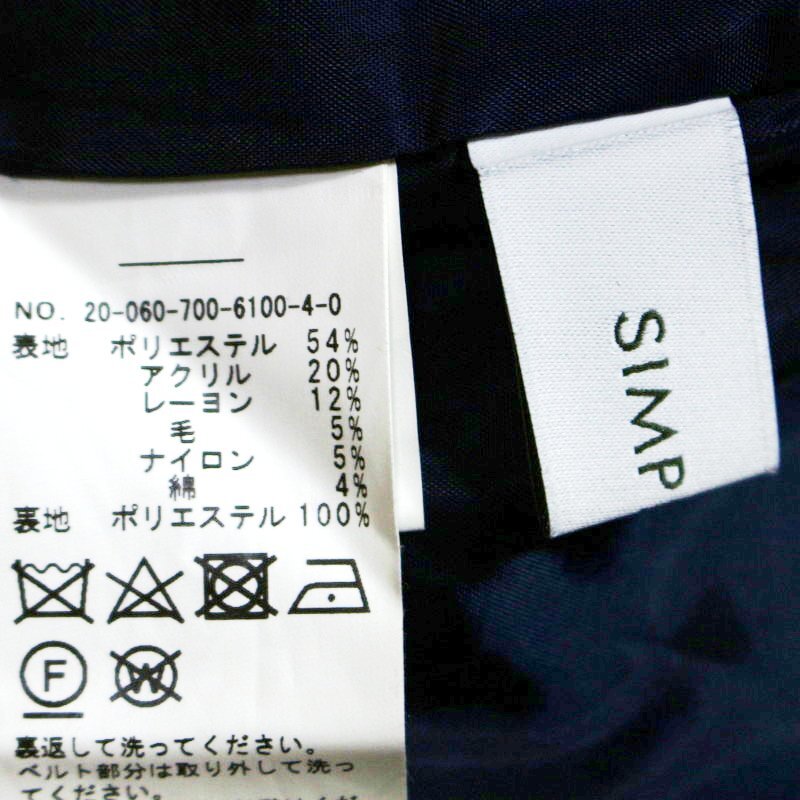 NO. 20-060-700-6100-4-0
表地 ポリエステル 54%
アクリル 20%
レーヨン 12%
毛 5%
ナイロン 5%
綿 4%
裏地 ポリエステル 100%
F
W
裏返して洗ってください。
ベルト部分は取り外して洗っ
てください。
SIMP